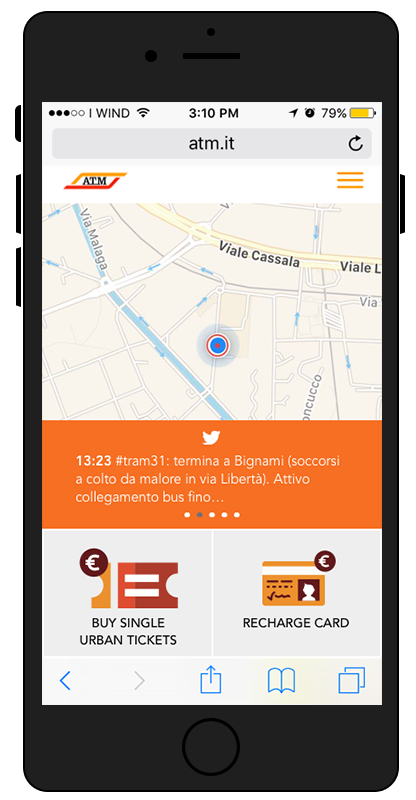 I WIND
3:10 PM
79%
atm.it
ATM
Via Malaga
Viale Cassala
Viale L
Via
oncucco
13:23 #tram31: termina a Bignami (soccorsi
a colto da malore in via Libertà). Attivo
collegamento bus fino…
€
€
BUY SINGLE
URBAN TICKETS
RECHARGE CARD